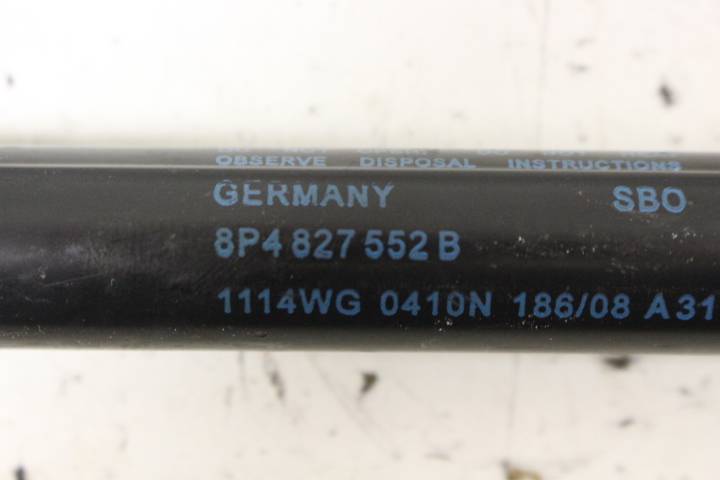 OBSERVE DISPOSAL INSTRUCTIONS
GERMANY SBO
8P4 827 552 B
1114WG 0410N 186/08 A31